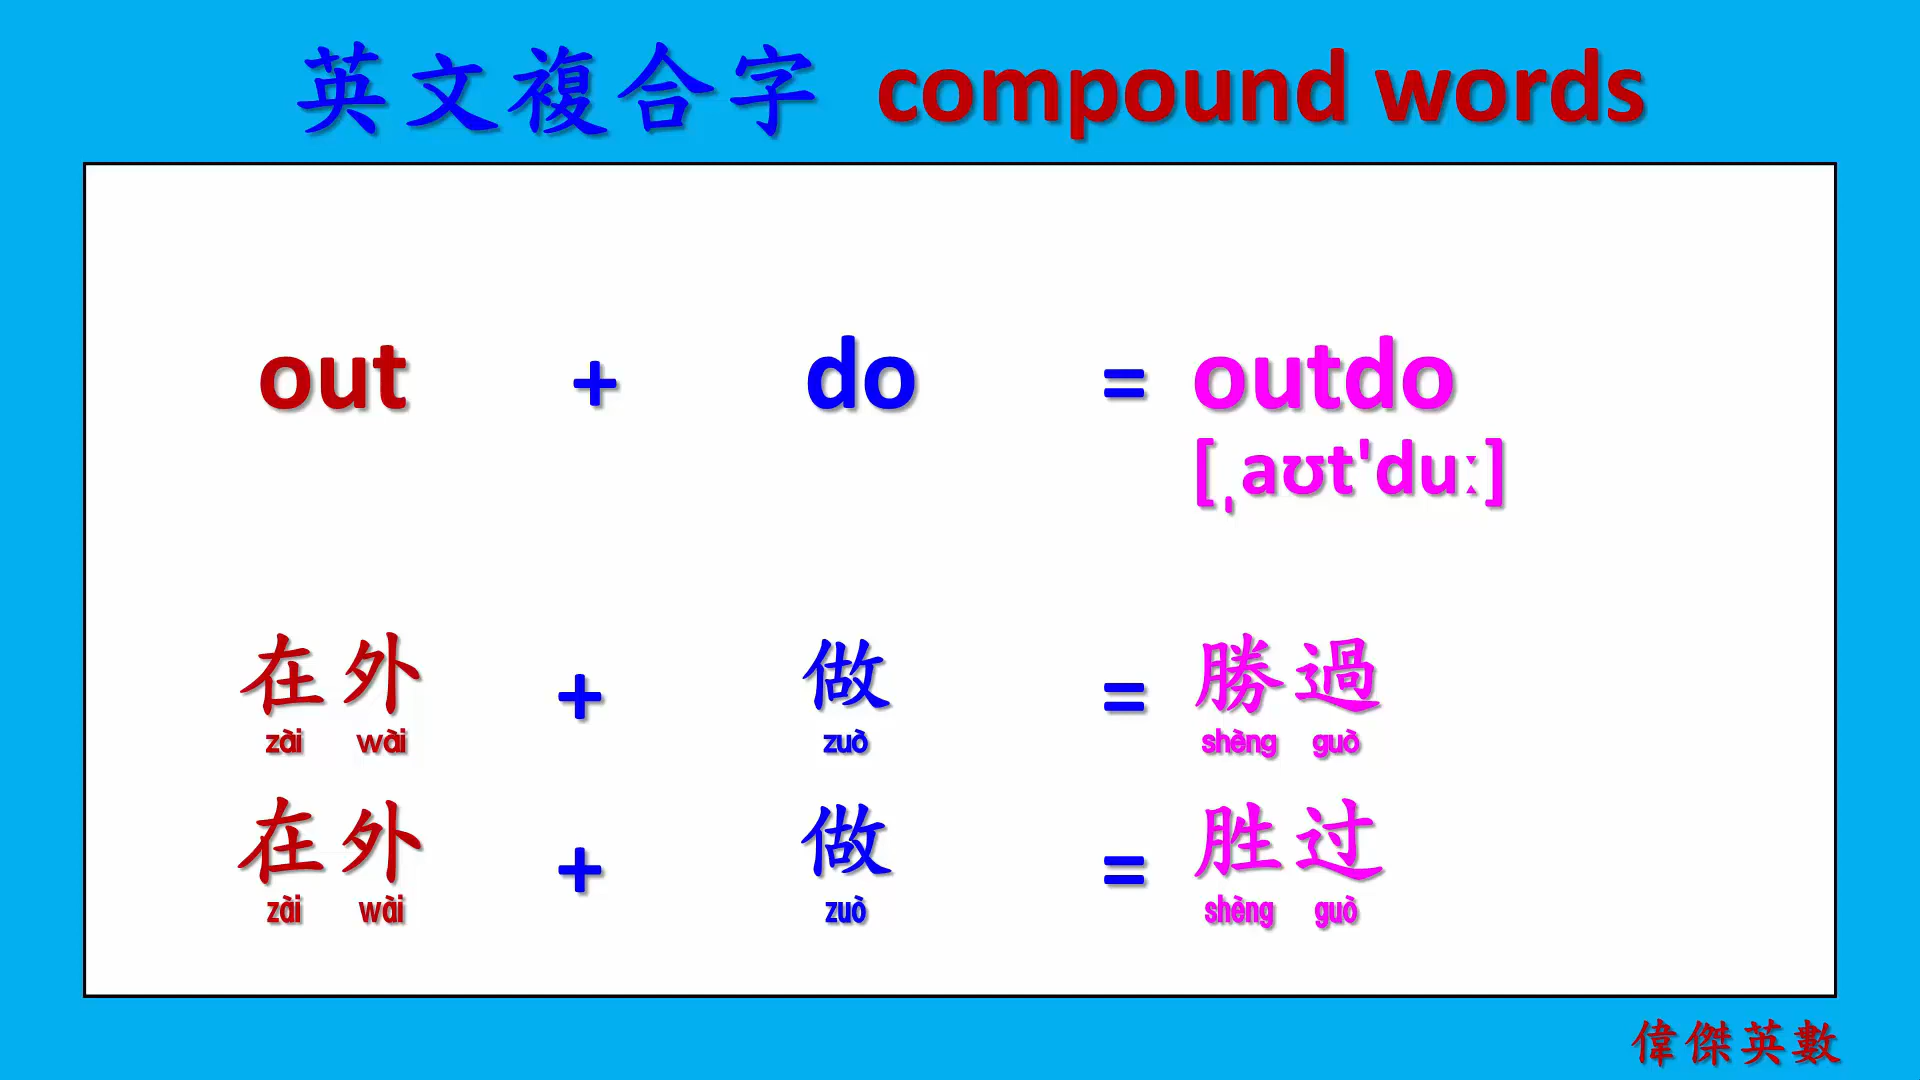 英文複合字 compound words
out + do = outdo
[ˌaʊt'duː]
在外 + 做 = 勝過
zài wài zuò shèng guò
在外 + 做 = 胜过
zài wài zuò shèng guò
偉傑英數